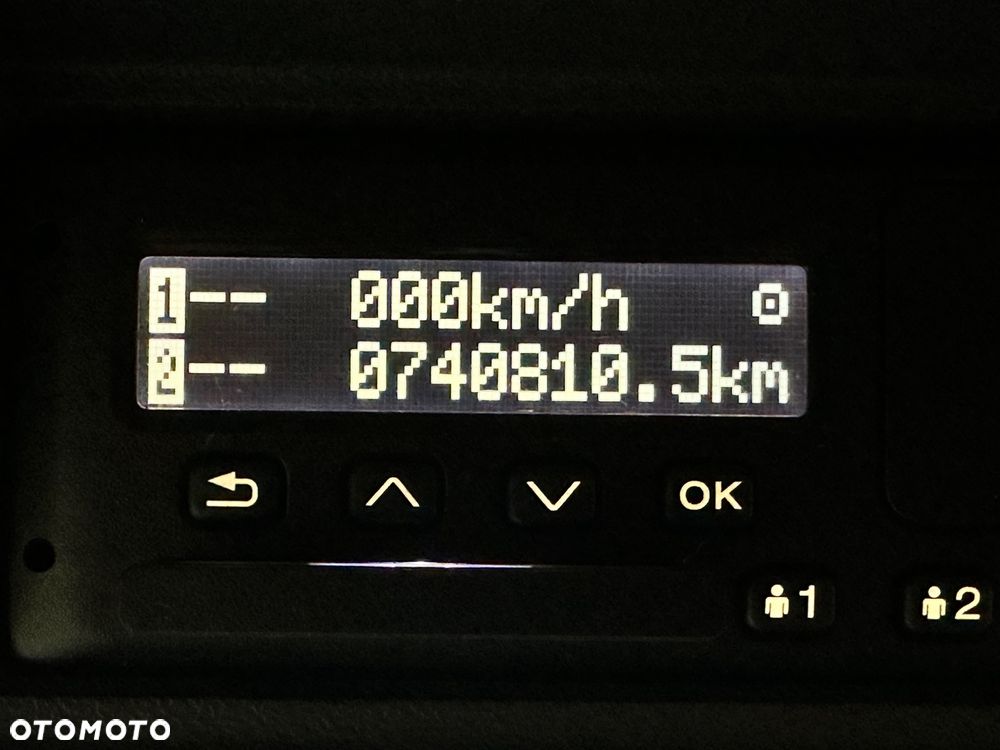 1-- 000km/h
2-- 0740810.5km
OK
1 2
OTOMOTO